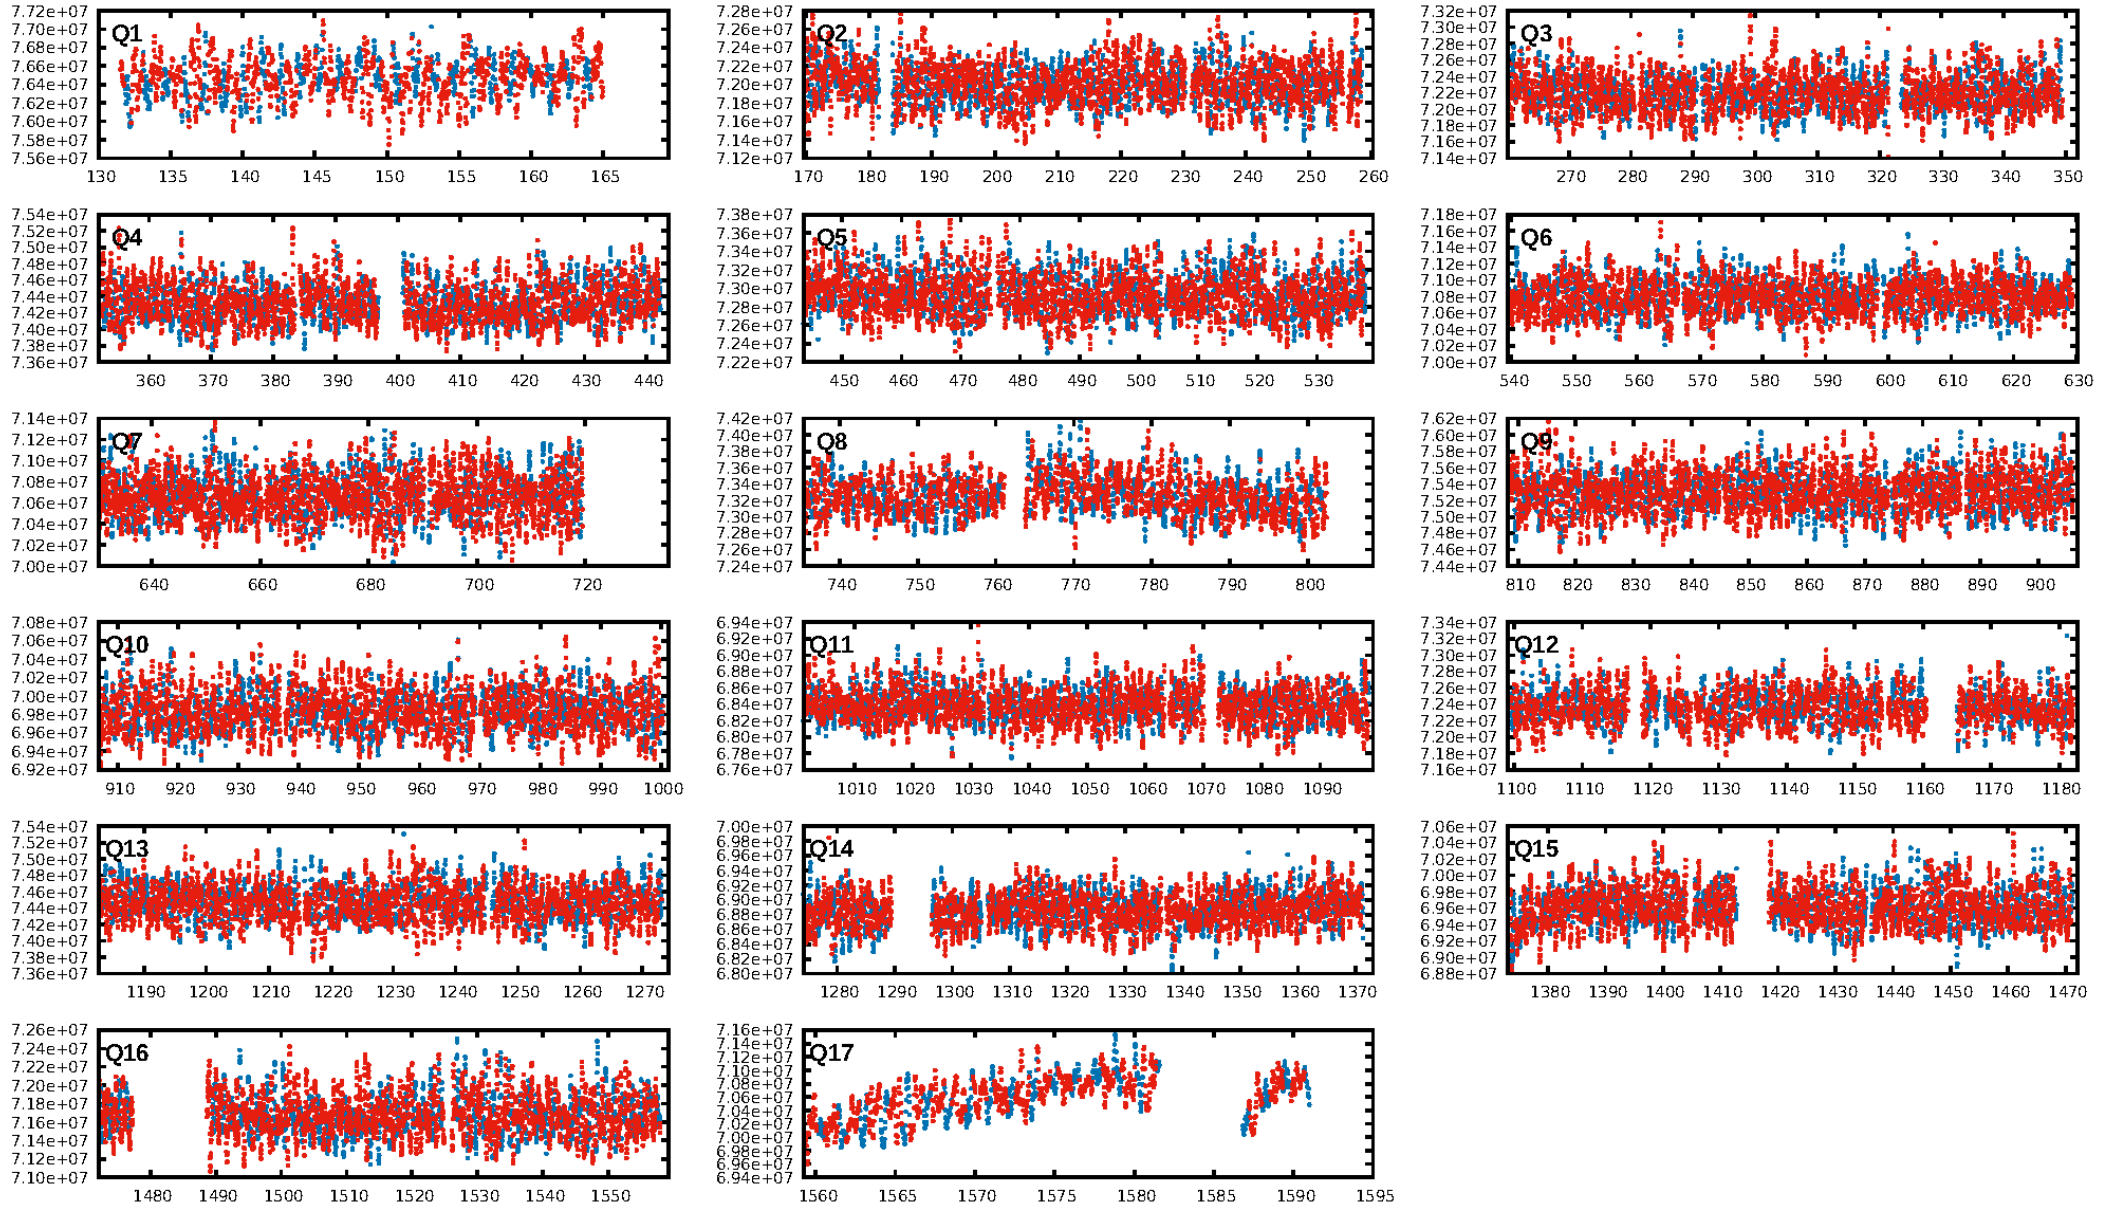 Q1
7.72e+07
7.70e+07
7.68e+07
7.66e+07
7.64e+07
7.62e+07
7.60e+07
7.58e+07
7.56e+07
130 135 140 145 150 155 160 165
Q2
7.28e+07
7.26e+07
7.24e+07
7.22e+07
7.20e+07
7.18e+07
7.16e+07
7.14e+07
7.12e+07
170 180 190 200 210 220 230 240 250 260
Q3
7.32e+07
7.30e+07
7.28e+07
7.26e+07
7.24e+07
7.22e+07
7.20e+07
7.18e+07
7.16e+07
7.14e+07
270 280 290 300 310 320 330 340 350
Q4
7.54e+07
7.52e+07
7.50e+07
7.48e+07
7.46e+07
7.44e+07
7.42e+07
7.40e+07
7.38e+07
7.36e+07
360 370 380 390 400 410 420 430 440
Q5
7.38e+07
7.36e+07
7.34e+07
7.32e+07
7.30e+07
7.28e+07
7.26e+07
7.24e+07
7.22e+07
450 460 470 480 490 500 510 520 530
Q6
7.18e+07
7.16e+07
7.14e+07
7.12e+07
7.10e+07
7.08e+07
7.06e+07
7.04e+07
7.02e+07
7.00e+07
540 550 560 570 580 590 600 610 620 630
Q7
7.14e+07
7.12e+07
7.10e+07
7.08e+07
7.06e+07
7.04e+07
7.02e+07
7.00e+07
640 660 680 700 720
Q8
7.42e+07
7.40e+07
7.38e+07
7.36e+07
7.34e+07
7.32e+07
7.30e+07
7.28e+07
7.26e+07
7.24e+07
740 750 760 770 780 790 800
Q9
7.62e+07
7.60e+07
7.58e+07
7.56e+07
7.54e+07
7.52e+07
7.50e+07
7.48e+07
7.46e+07
7.44e+07
810 820 830 840 850 860 870 880 890 900
Q10
7.08e+07
7.06e+07
7.04e+07
7.02e+07
7.00e+07
6.98e+07
6.96e+07
6.94e+07
6.92e+07
910 920 930 940 950 960 970 980 990 1000
Q11
6.94e+07
6.92e+07
6.90e+07
6.88e+07
6.86e+07
6.84e+07
6.82e+07
6.80e+07
6.78e+07
6.76e+07
1010 1020 1030 1040 1050 1060 1070 1080 1090
Q12
7.34e+07
7.32e+07
7.30e+07
7.28e+07
7.26e+07
7.24e+07
7.22e+07
7.20e+07
7.18e+07
7.16e+07
1100 1110 1120 1130 1140 1150 1160 1170 1180
Q13
7.54e+07
7.52e+07
7.50e+07
7.48e+07
7.46e+07
7.44e+07
7.42e+07
7.40e+07
7.38e+07
7.36e+07
1190 1200 1210 1220 1230 1240 1250 1260 1270
Q14
7.00e+07
6.98e+07
6.96e+07
6.94e+07
6.92e+07
6.90e+07
6.88e+07
6.86e+07
6.84e+07
6.82e+07
6.80e+07
1280 1290 1300 1310 1320 1330 1340 1350 1360 1370
Q15
7.06e+07
7.04e+07
7.02e+07
7.00e+07
6.98e+07
6.96e+07
6.94e+07
6.92e+07
6.90e+07
6.88e+07
1380 1390 1400 1410 1420 1430 1440 1450 1460 1470
Q16
7.26e+07
7.24e+07
7.22e+07
7.20e+07
7.18e+07
7.16e+07
7.14e+07
7.12e+07
7.10e+07
1480 1490 1500 1510 1520 1530 1540 1550
Q17
7.16e+07
7.14e+07
7.12e+07
7.10e+07
7.08e+07
7.06e+07
7.04e+07
7.02e+07
7.00e+07
6.98e+07
6.96e+07
6.94e+07
1560 1565 1570 1575 1580 1585 1590 1595